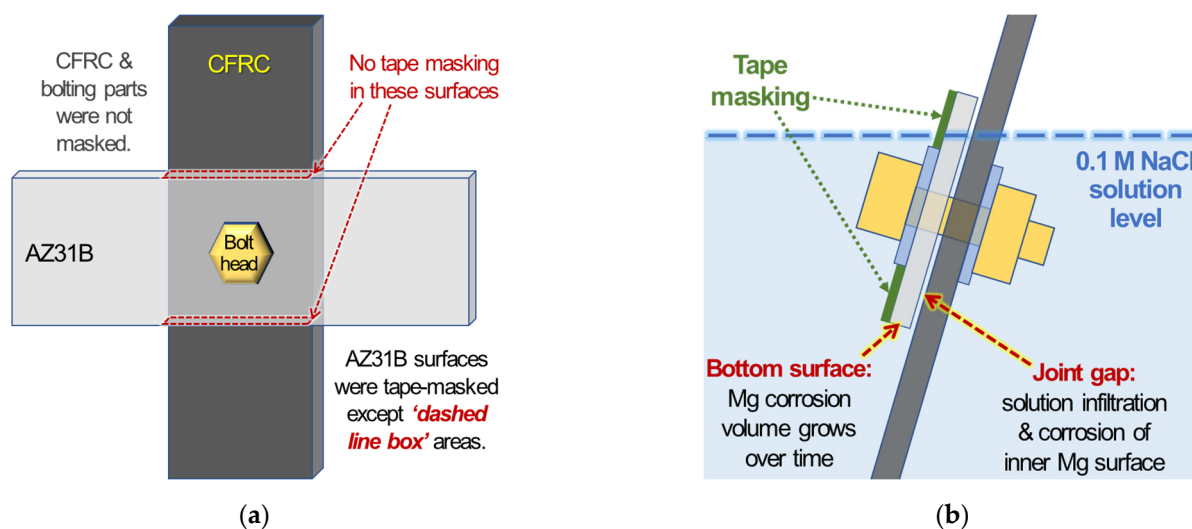 CFRC &
bolting parts
were not
masked.
CFRC
No tape masking
in these surfaces
AZ31B
Bolt
head
AZ31B surfaces
were tape-masked
except ‘dashed
line box’ areas.
(a)
Tape
masking
0.1 M NaCl
solution
level
Bottom surface:
Mg corrosion
volume grows
over time
Joint gap:
solution infiltration
& corrosion of
inner Mg surface
(b)